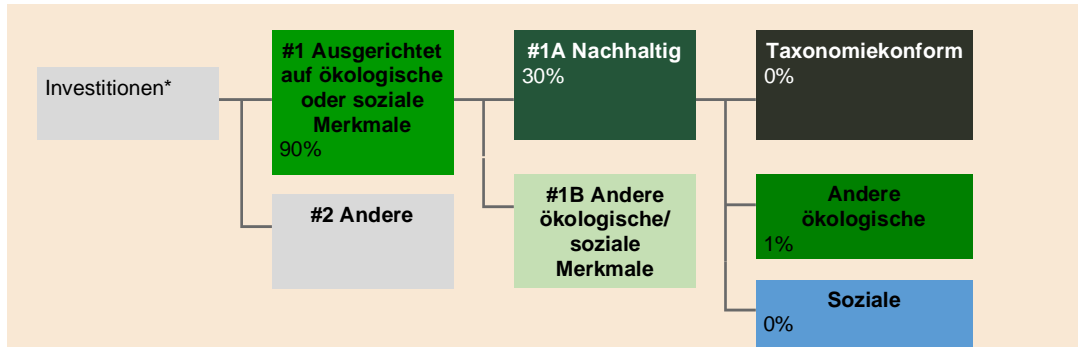 Investitionen*
#1 Ausgerichtet
auf ökologische
oder soziale
Merkmale
90%
#2 Andere
#1A Nachhaltig
30%
#1B Andere
ökologische/
soziale
Merkmale
Taxonomiekonform
0%
Andere
ökologische
1%
Soziale
0%